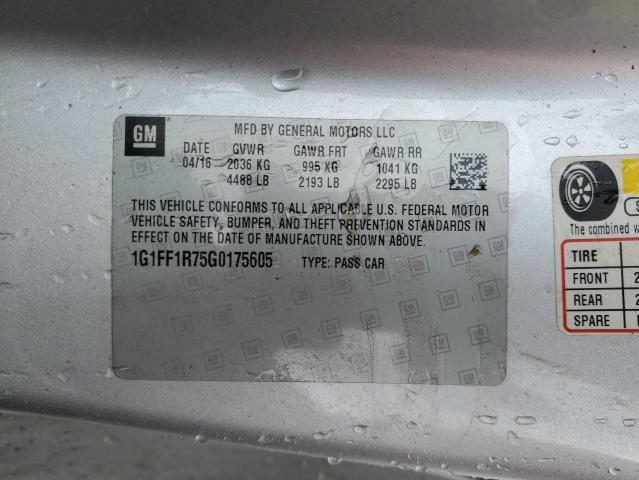 GM
MFD BY GENERAL MOTORS LLC
DATE GVWR GAWR FRT GAWR RR
04/16 2036 KG 995 KG 1041 KG
4488 LB 2193 LB 2295 LB
THIS VEHICLE CONFORMS TO ALL APPLICABLE U.S. FEDERAL MOTOR
VEHICLE SAFETY, BUMPER, AND THEFT PREVENTION STANDARDS IN
EFFECT ON THE DATE OF MANUFACTURE SHOWN ABOVE.
1G1FF1R75G0175605 TYPE: PASS CAR
The combined w
TIRE
FRONT 2
REAR 2
SPARE